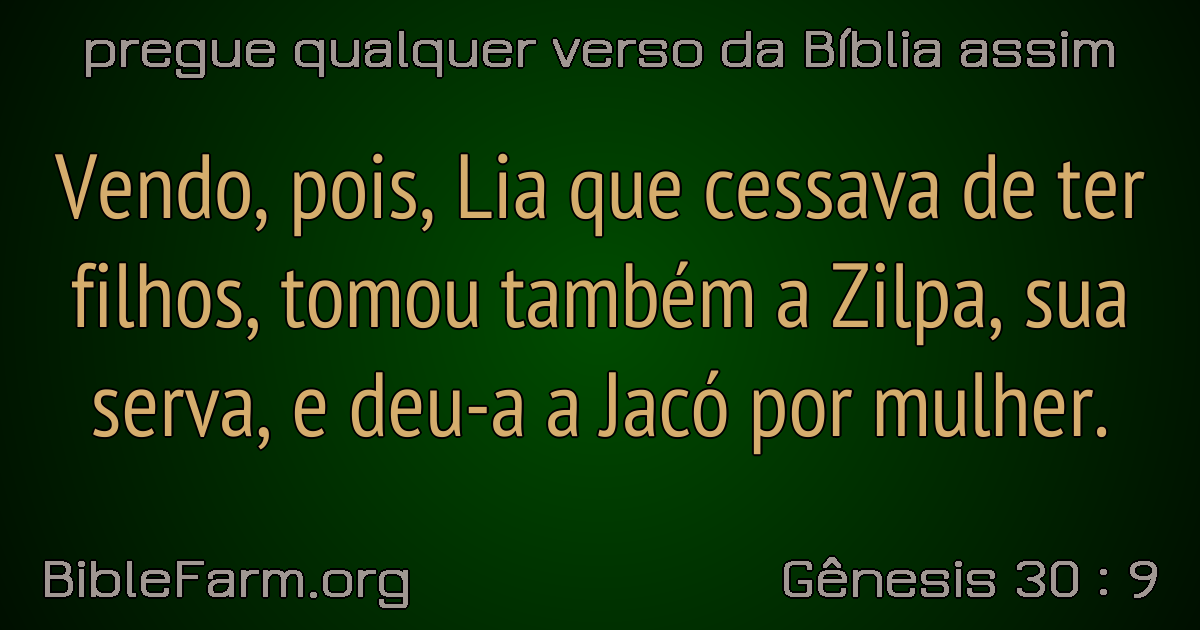 pregue qualquer verso da Bíblia assim
Vendo, pois, Lia que cessava de ter
filhos, tomou também a Zilpa, sua
serva, e deu-a a Jacó por mulher.
BibleFarm.org
Gênesis 30 : 9